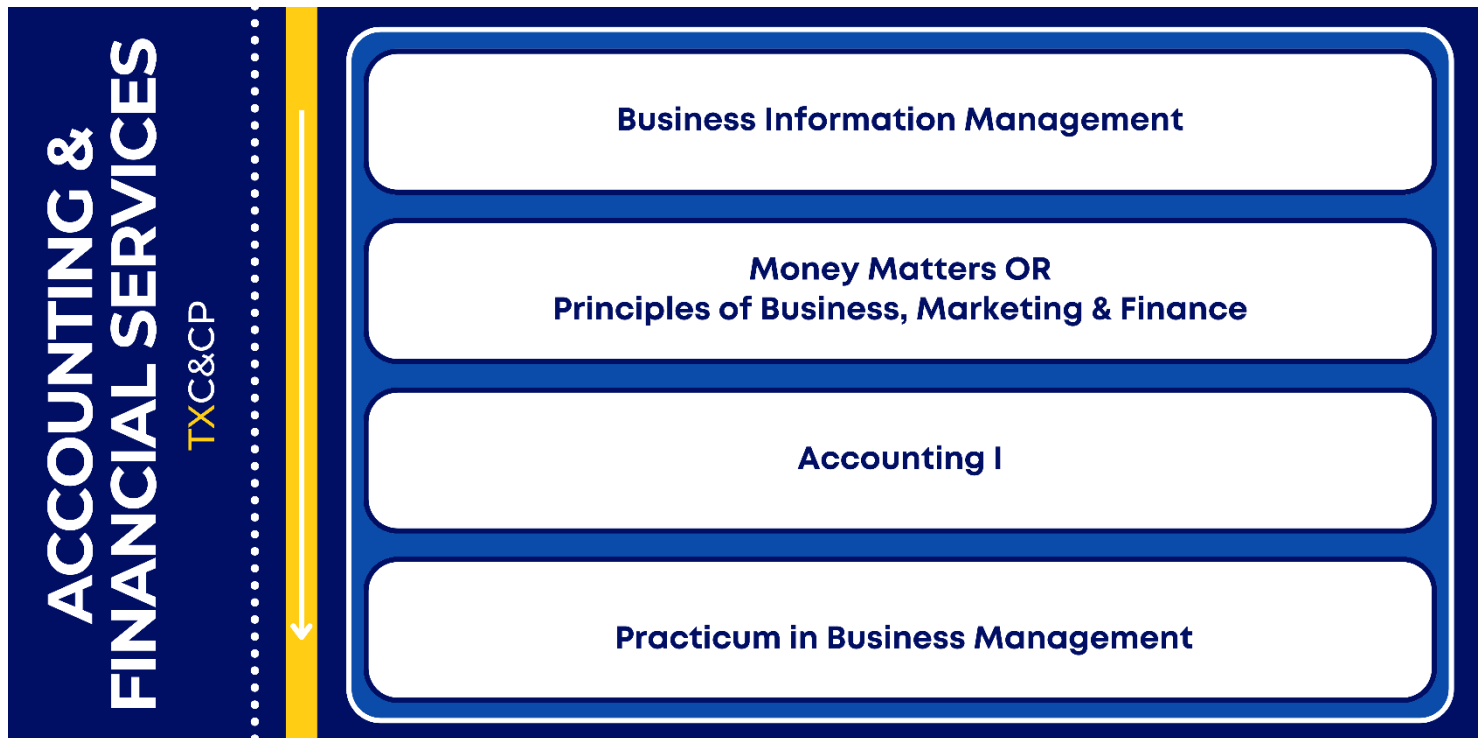 ACCOUNTING &
FINANCIAL SERVICES
TXC&CP
Business Information Management
Money Matters OR
Principles of Business, Marketing & Finance
Accounting I
Practicum in Business Management